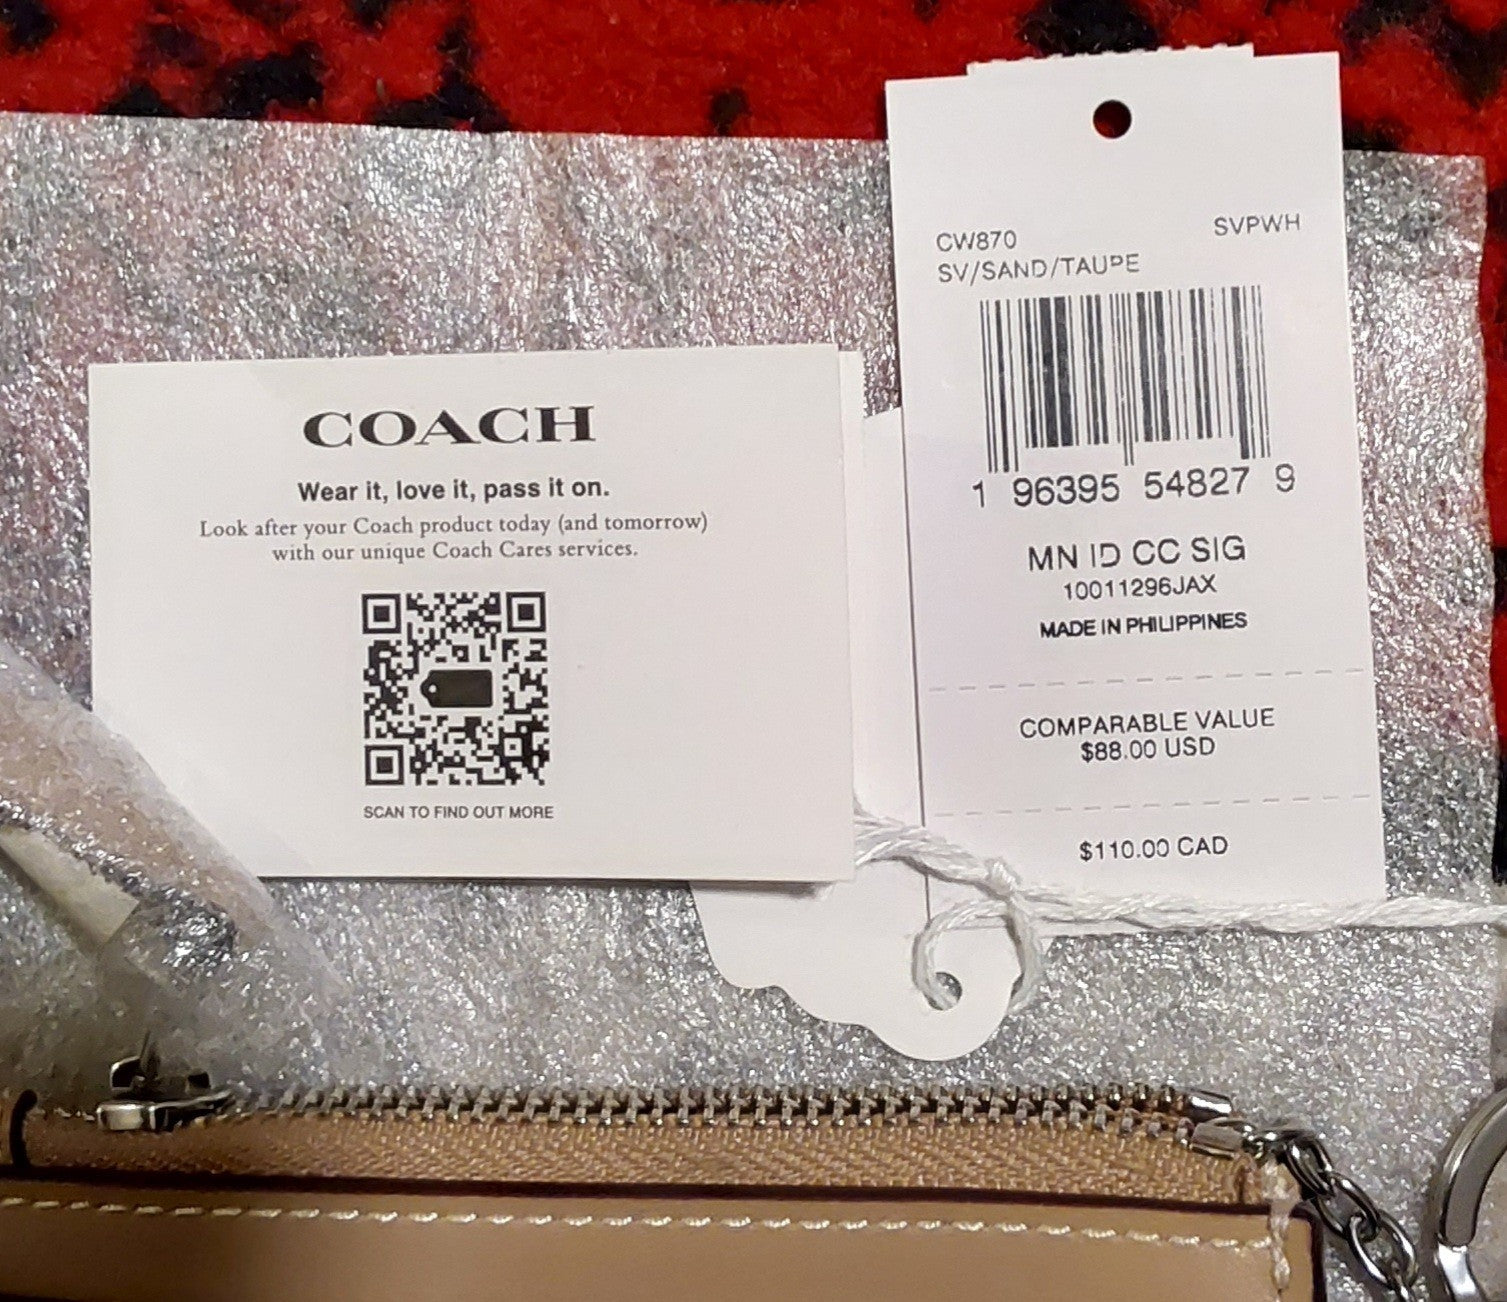 COACH
Wear it, love it, pass it on.
Look after your Coach product today (and tomorrow)
with our unique Coach Cares services.
SCAN TO FIND OUT MORE
CW870 SVPWH
SV/SAND/TAUPE
1 96395 54827 9
MN ID CC SIG
10011296JAX
MADE IN PHILIPPINES
COMPARABLE VALUE
$88.00 USD
$110.00 CAD